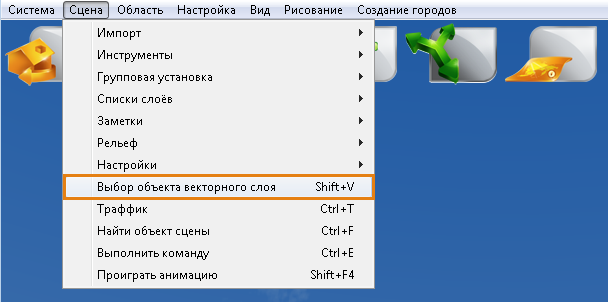 Система Сцена Область Настройка Вид Рисование Создание городов
Импорт
Инструменты
Групповая установка
Списки слоёв
Заметки
Рельеф
Настройки
Выбор объекта векторного слоя Shift+V
Траффик Ctrl+T
Найти объект сцены Ctrl+F
Выполнить команду Ctrl+E
Проиграть анимацию Shift+F4